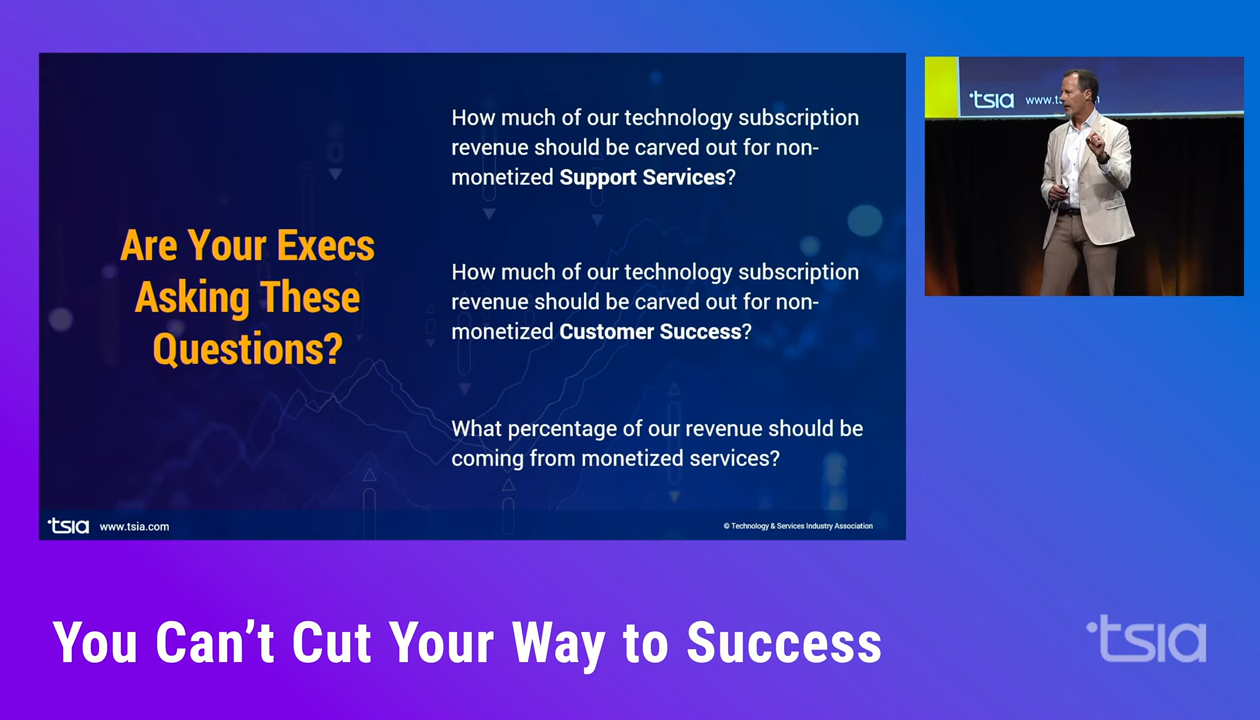 Are Your Execs
Asking These
Questions?
How much of our technology subscription
revenue should be carved out for non-
monetized Support Services?
How much of our technology subscription
revenue should be carved out for non-
monetized Customer Success?
What percentage of our revenue should be
coming from monetized services?
tsia www.tsia.com
© Technology & Services Industry Association
tsia www.t
You Can’t Cut Your Way to Success
tsia